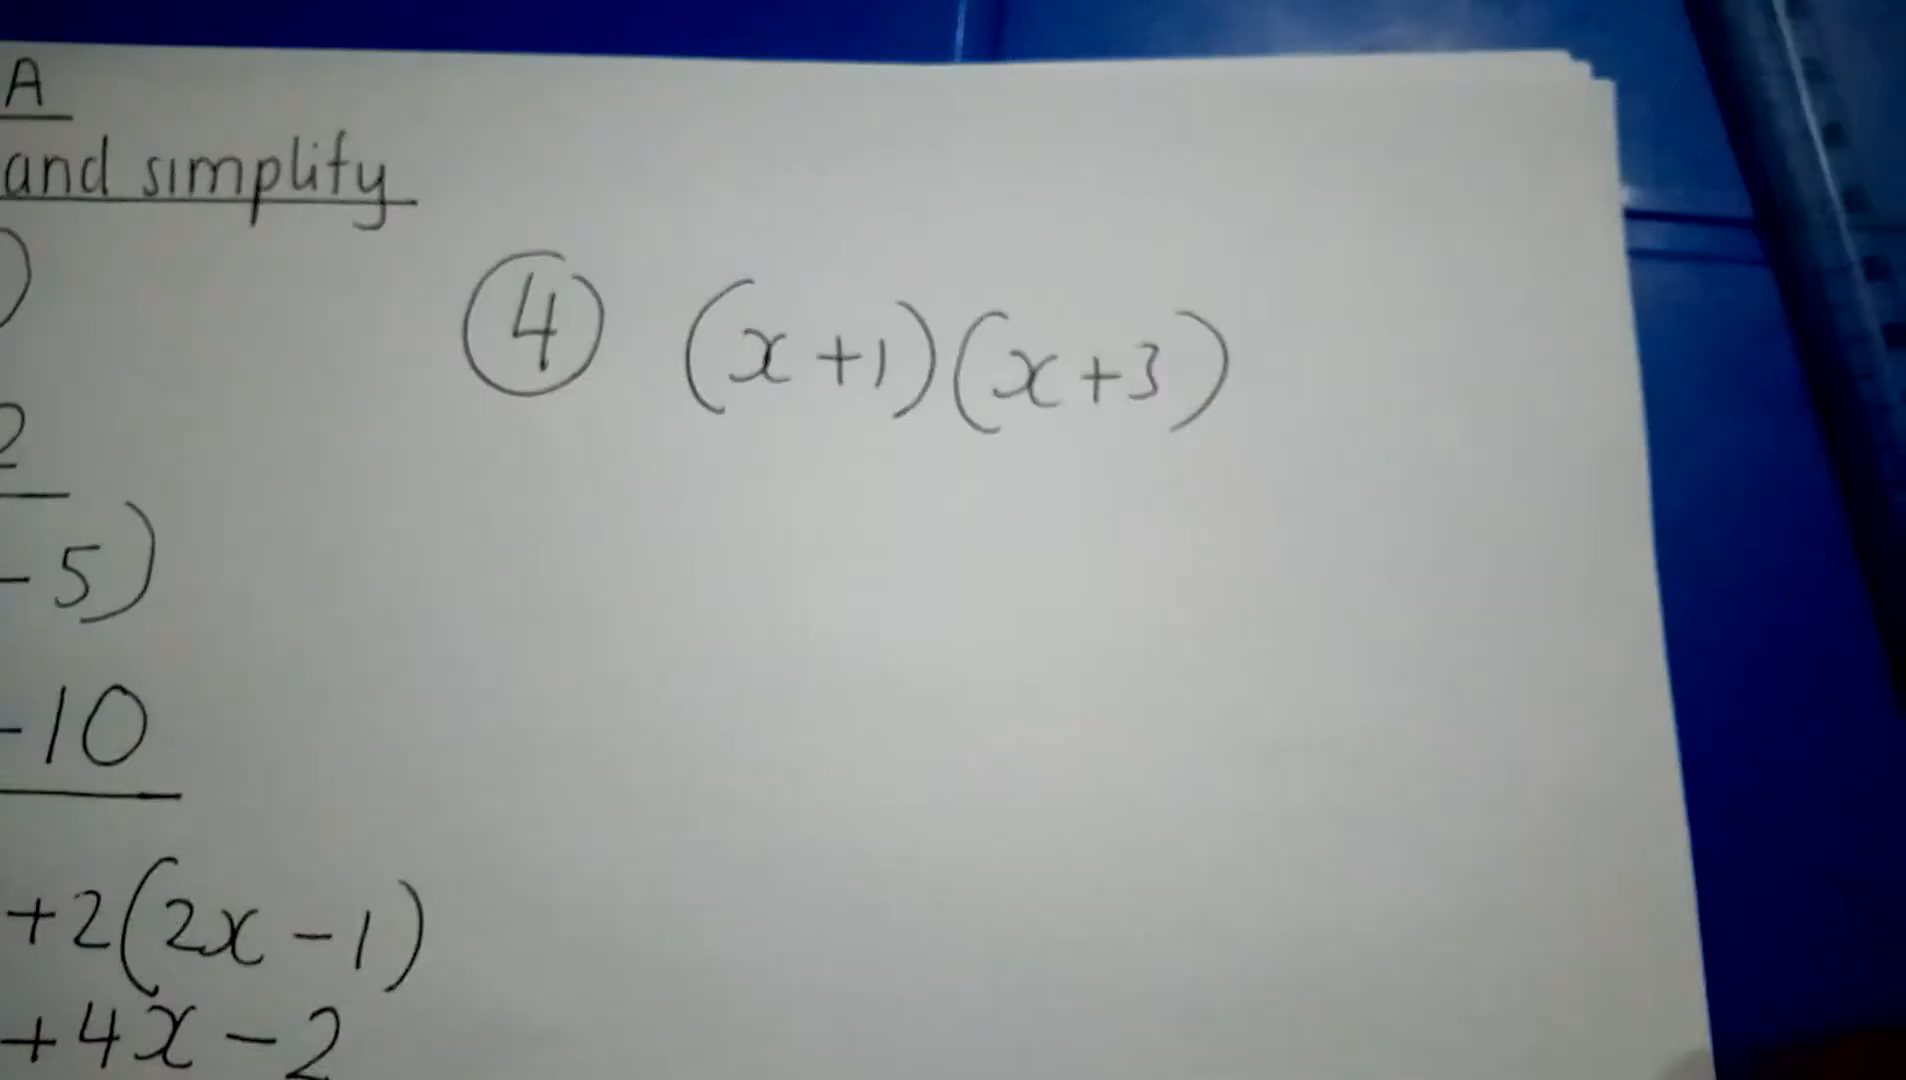 A
and simplify
)
④ (x+1)(x+3)
2
-5)
-10
+2(2x-1)
+4x-2